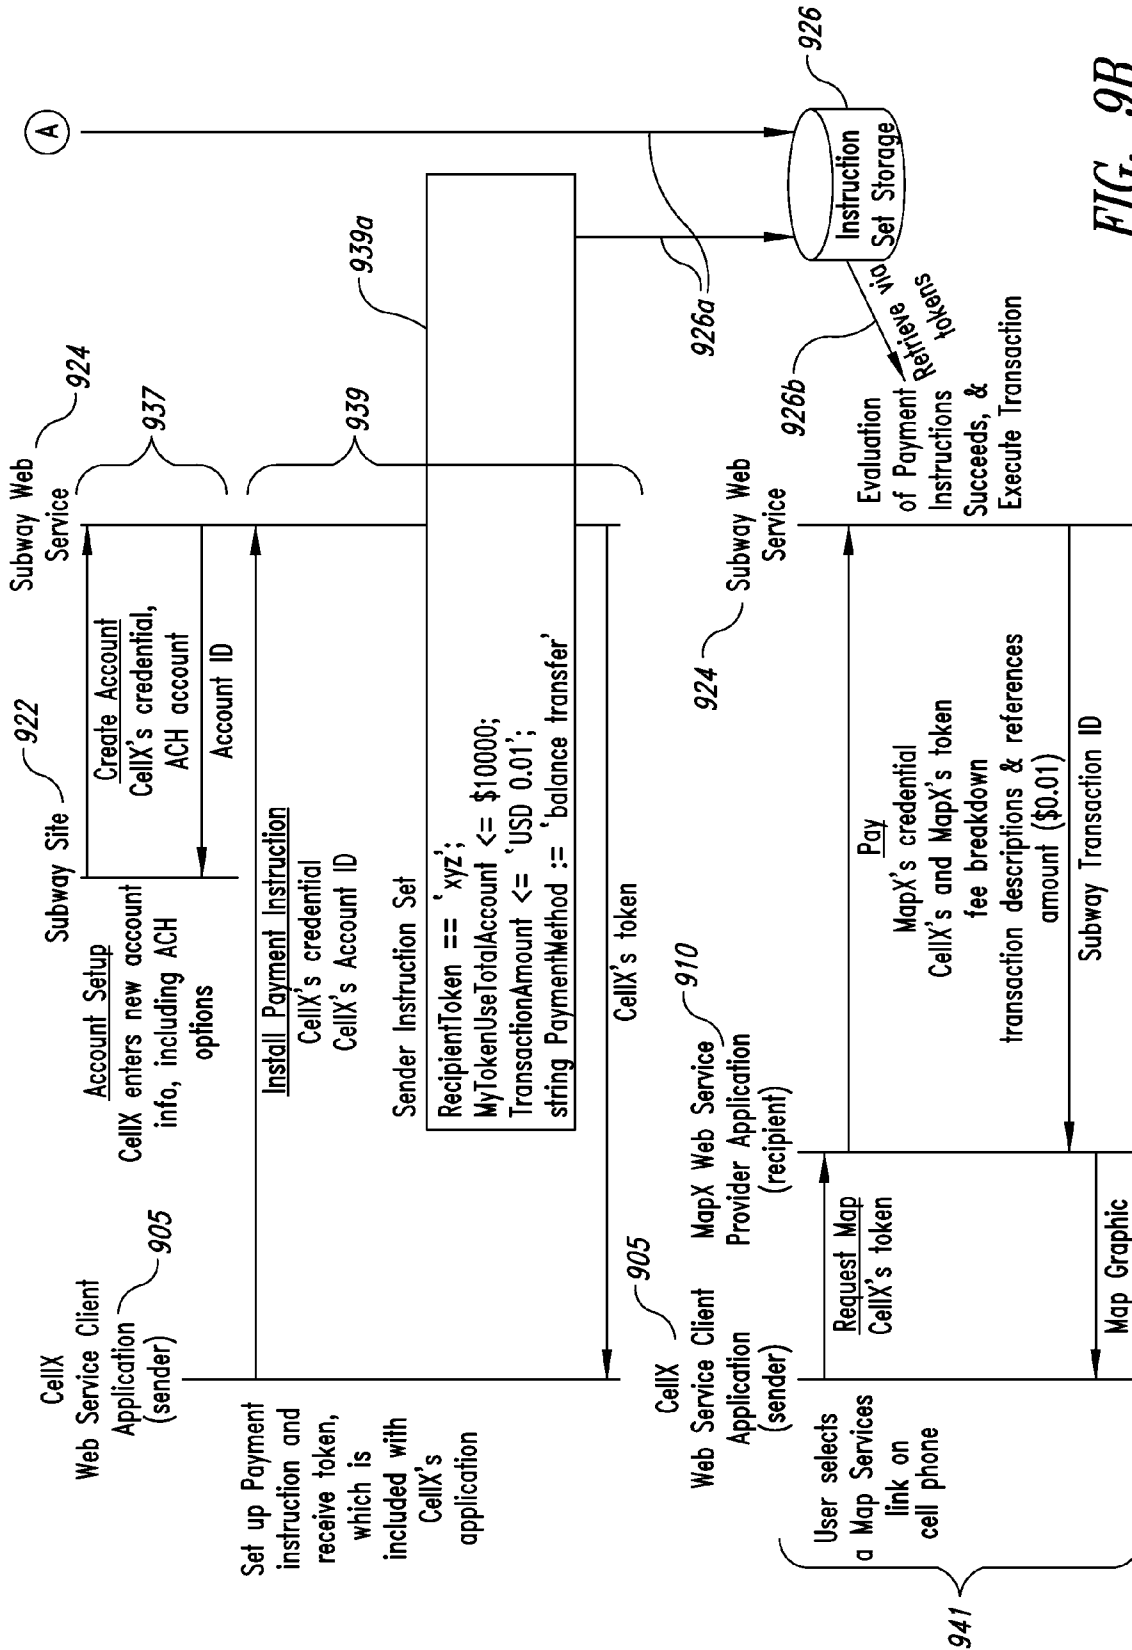 A
CellX
Web Service Client
Application
(sender)
905
Subway Site
922
Subway Web
Service
924
Account Setup
CellX enters new account
info, including ACH
options
Create Account
CellX's credential,
ACH account
Account ID
937
Set up Payment
instruction and
receive token,
which is
included with
CellX's
application
Install Payment Instruction
CellX's credential
CellX's Account ID
939
Sender Instruction Set
RecipientToken == 'xyz';
MyTokenUseTotalAccount <= $10000;
TransactionAmount <= 'USD 0.01';
string PaymentMethod := 'balance transfer'
939a
CellX's token
926a
CellX
Web Service Client
Application
(sender)
905
MapX Web Service
Provider Application
(recipient)
910
924
Subway Web
Service
926
Instruction
Set Storage
User selects
a Map Services
link on
cell phone
Request Map
CellX's token
Pay
MapX's credential
CellX's and MapX's token
fee breakdown
transaction descriptions & references
amount ($0.01)
926b
Retrieve via
tokens
Evaluation
of Payment
Instructions
Succeeds, &
Execute Transaction
Subway Transaction ID
Map Graphic
941
FIG. 9B